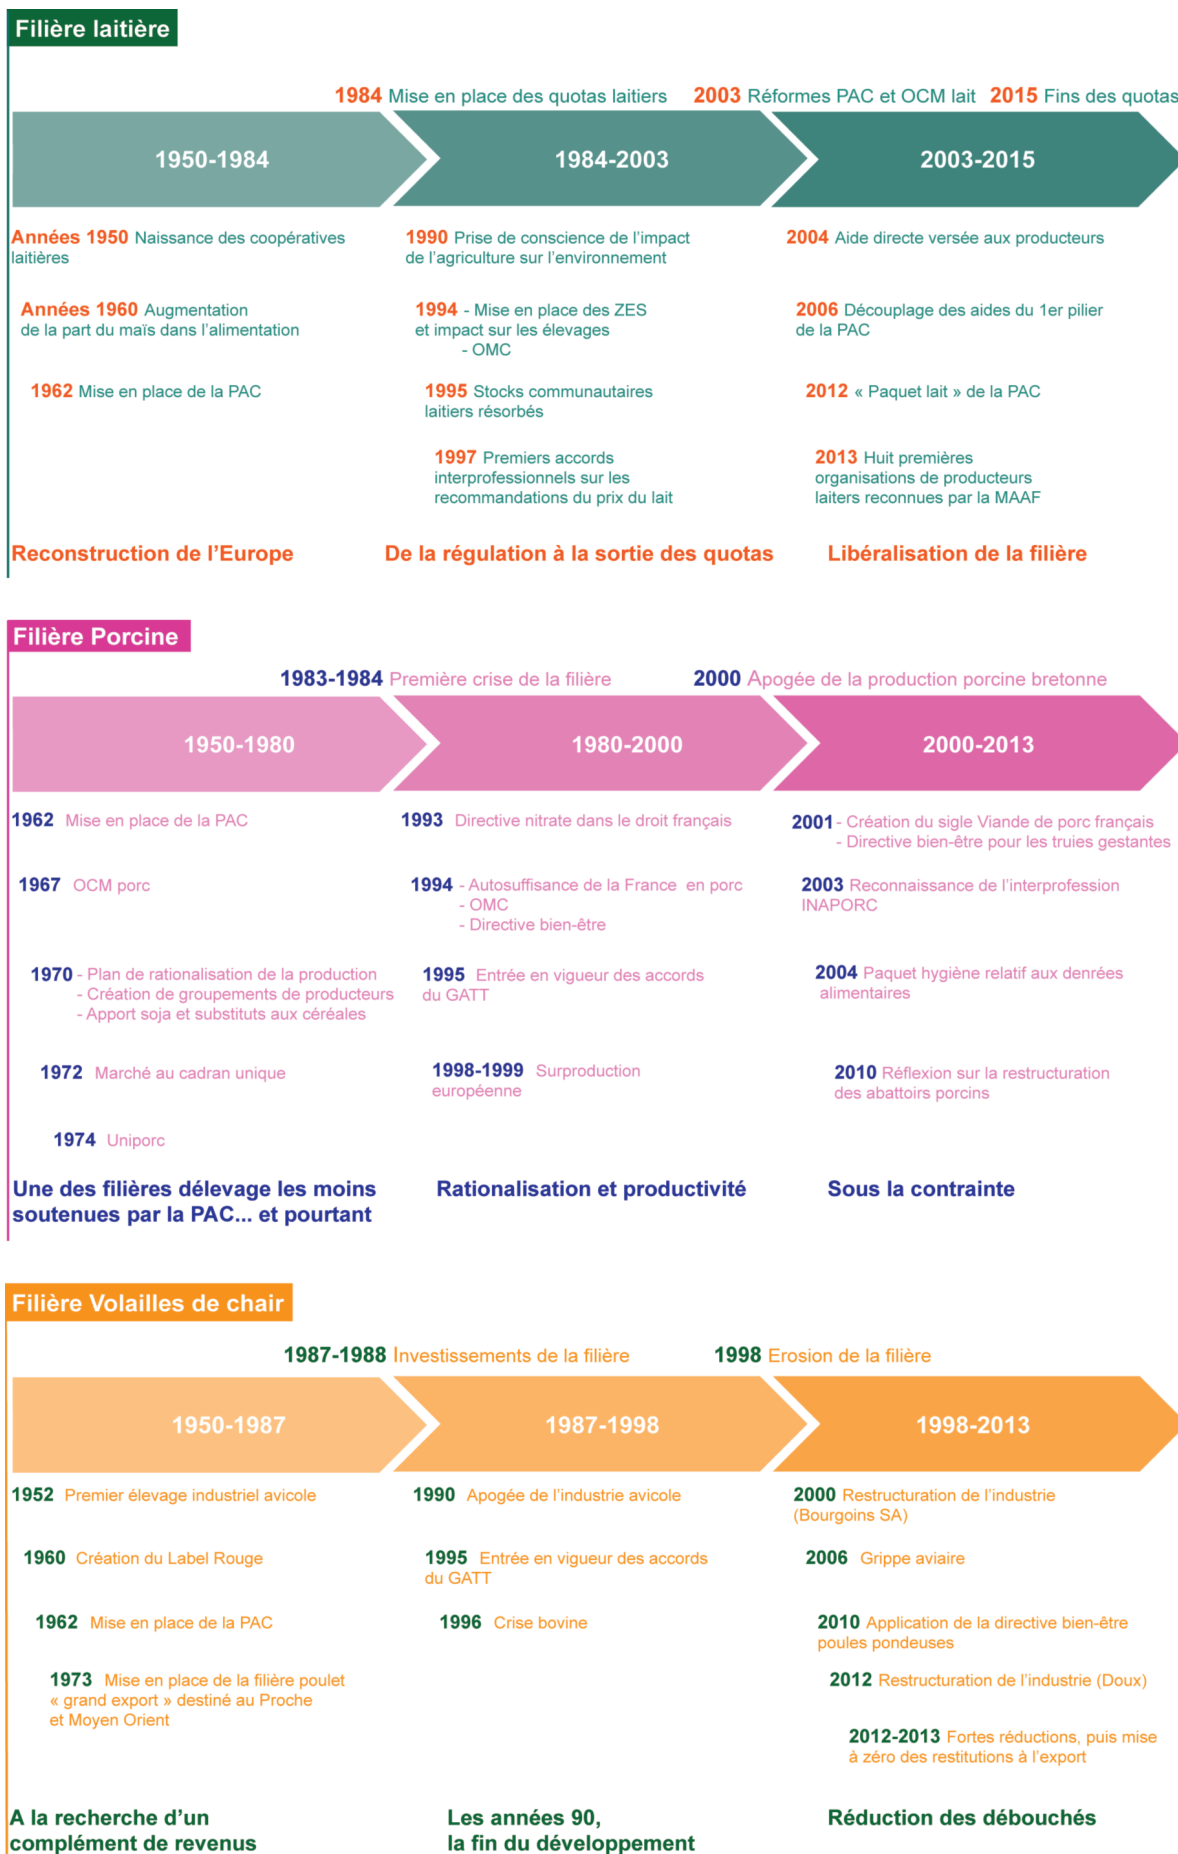 Filière laitière
1984 Mise en place des quotas laitiers
2003 Réformes PAC et OCM lait
2015 Fins des quotas
1950-1984
1984-2003
2003-2015
Années 1950 Naissance des coopératives
laitières
Années 1960 Augmentation
de la part du maïs dans l'alimentation
1962 Mise en place de la PAC
1990 Prise de conscience de l'impact
de l'agriculture sur l'environnement
1994 - Mise en place des ZES
et impact sur les élevages
- OMC
1995 Stocks communautaires
laitiers résorbés
1997 Premiers accords
interprofessionnels sur les
recommandations du prix du lait
2004 Aide directe versée aux producteurs
2006 Découplage des aides du 1er pilier
de la PAC
2012 « Paquet lait » de la PAC
2013 Huit premières
organisations de producteurs
laiters reconnues par la MAAF
Reconstruction de l'Europe
De la régulation à la sortie des quotas
Libéralisation de la filière
Filière Porcine
1983-1984 Première crise de la filière
2000 Apogée de la production porcine bretonne
1950-1980
1980-2000
2000-2013
1962 Mise en place de la PAC
1967 OCM porc
1970 - Plan de rationalisation de la production
- Création de groupements de producteurs
- Apport soja et substituts aux céréales
1972 Marché au cadran unique
1974 Uniporc
1993 Directive nitrate dans le droit français
1994 - Autosuffisance de la France en porc
- OMC
- Directive bien-être
1995 Entrée en vigueur des accords
du GATT
1998-1999 Surproduction
européenne
2001 - Création du sigle Viande de porc français
- Directive bien-être pour les truies gestantes
2003 Reconnaissance de l'interprofession
INAPORC
2004 Paquet hygiène relatif aux denrées
alimentaires
2010 Réflexion sur la restructuration
des abattoirs porcins
Une des filières délevage les moins
soutenues par la PAC... et pourtant
Rationalisation et productivité
Sous la contrainte
Filière Volailles de chair
1987-1988 Investissements de la filière
1998 Erosion de la filière
1950-1987
1987-1998
1998-2013
1952 Premier élevage industriel avicole
1960 Création du Label Rouge
1962 Mise en place de la PAC
1973 Mise en place de la filière poulet
« grand export » destiné au Proche
et Moyen Orient
1990 Apogée de l'industrie avicole
1995 Entrée en vigueur des accords
du GATT
1996 Crise bovine
2000 Restructuration de l'industrie
(Bourgoins SA)
2006 Grippe aviaire
2010 Application de la directive bien-être
poules pondeuses
2012 Restructuration de l'industrie (Doux)
2012-2013 Fortes réductions, puis mise
à zéro des restitutions à l'export
A la recherche d'un
complément de revenus
Les années 90,
la fin du développement
Réduction des débouchés